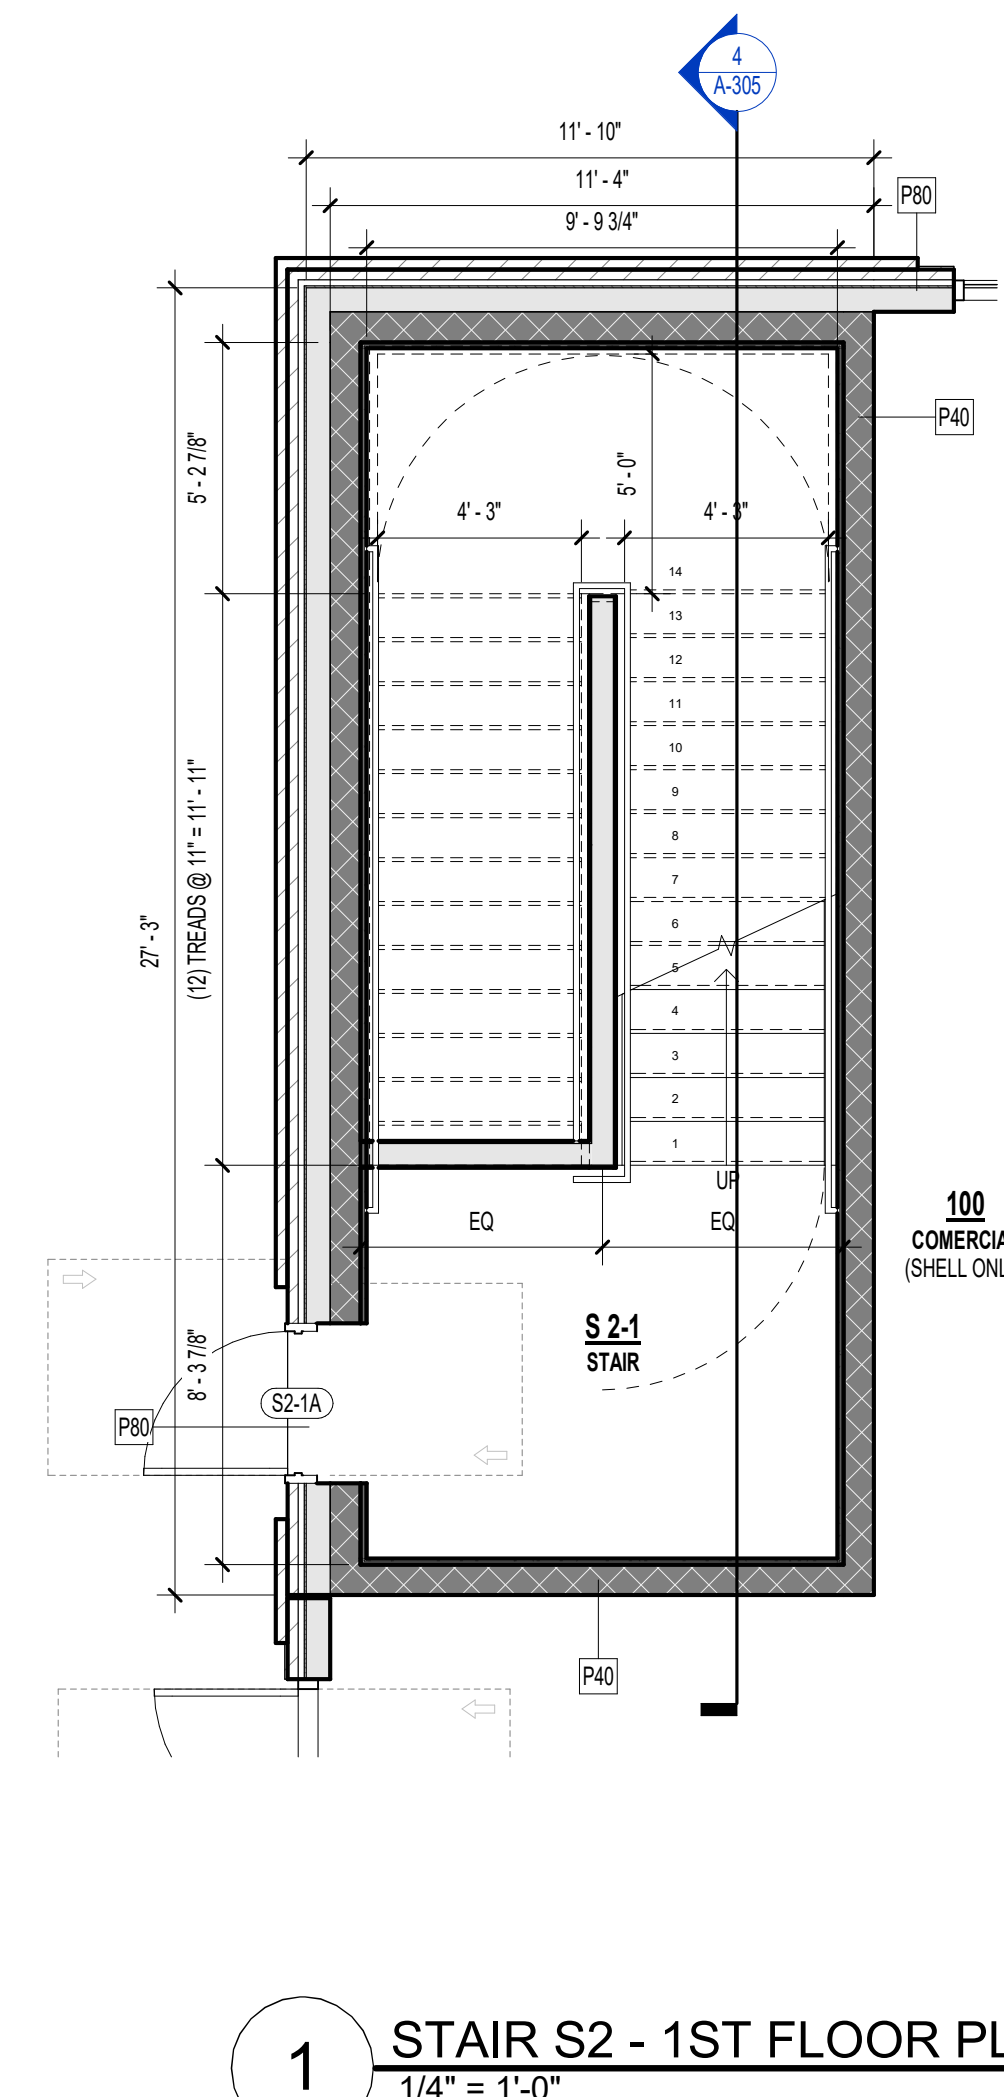 4
A-305
11' - 10"
11' - 4"
P80
9' - 9 3/4"
P40
5' - 2 7/8"
5' - 0"
4' - 3"
4' - 3"
14
13
12
11
10
9
8
7
6
5
4
3
2
1
(12) TREADS @ 11" = 11' - 11"
27' - 3"
UP
EQ
EQ
100
COMERCIA
(SHELL ONL
S 2-1
STAIR
8' - 3 7/8"
S2-1A
P80
P40
1
STAIR S2 - 1ST FLOOR PL
1/4" = 1'-0"